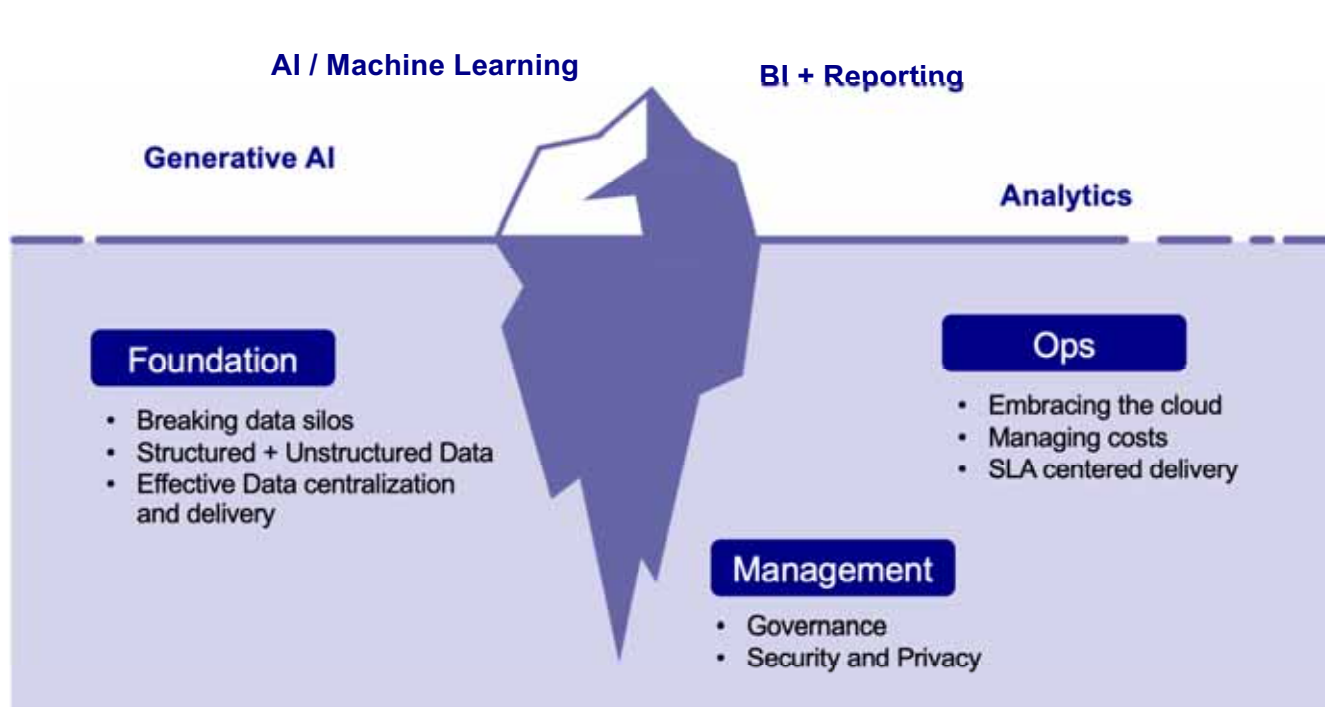 AI / Machine Learning
BI + Reporting
Generative AI
Analytics
Foundation
• Breaking data silos
• Structured + Unstructured Data
• Effective Data centralization
and delivery
Ops
• Embracing the cloud
• Managing costs
• SLA centered delivery
Management
• Governance
• Security and Privacy